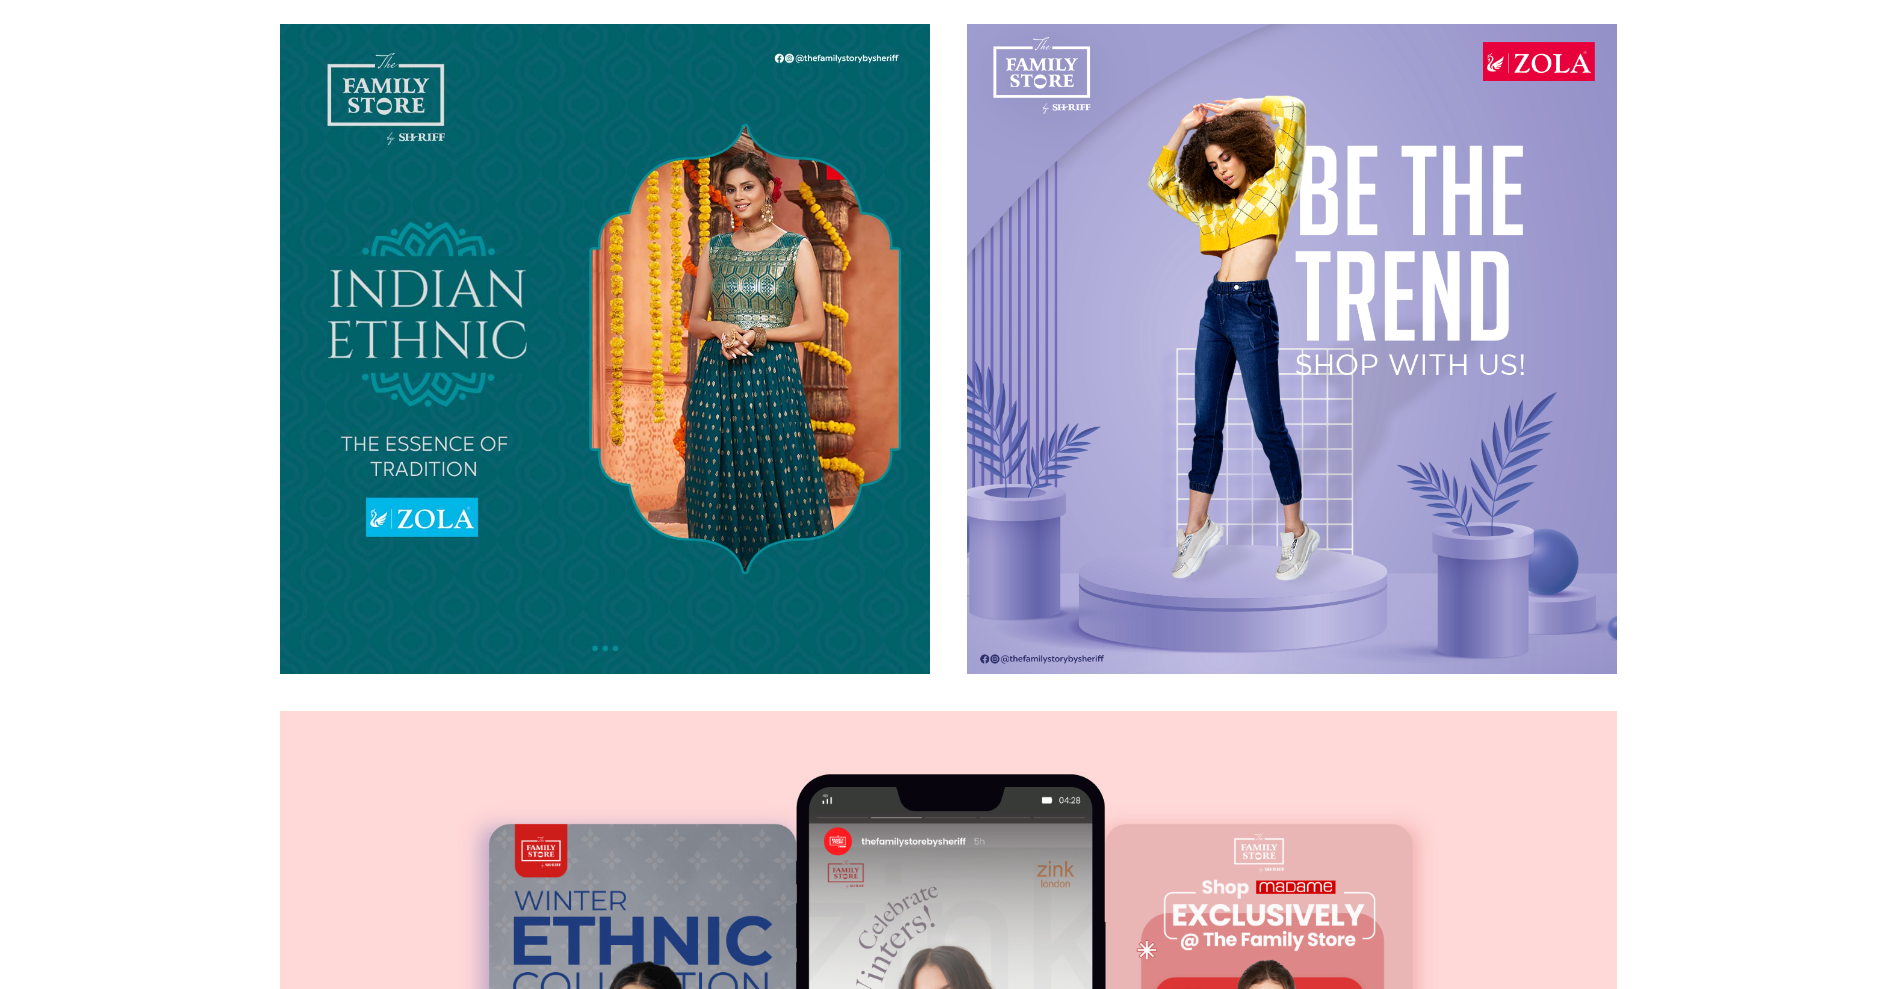 The
FAMILY
STORE
by SHERIFF
@thefamilystorybysheriff
INDIAN
ETHNIC
THE ESSENCE OF
TRADITION
ZOLA
The
FAMILY
STORE
by SHERIFF
ZOLA
BE THE
TREND
SHOP WITH US!
@thefamilystorybysheriff
FAMILY
STORE
WINTER
ETHNIC
COLLECTION
04:28
thefamilystorebysheriff 5h
FAMILY
STORE
zink
london
zink
Celebrate
Winters!
FAMILY
STORE
Shop MADAME
EXCLUSIVELY
@ The Family Store